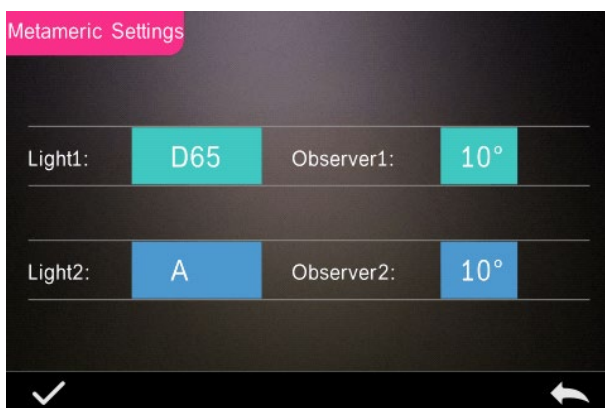 Metameric Settings
Light1: D65 Observer1: 10°
Light2: A Observer2: 10°